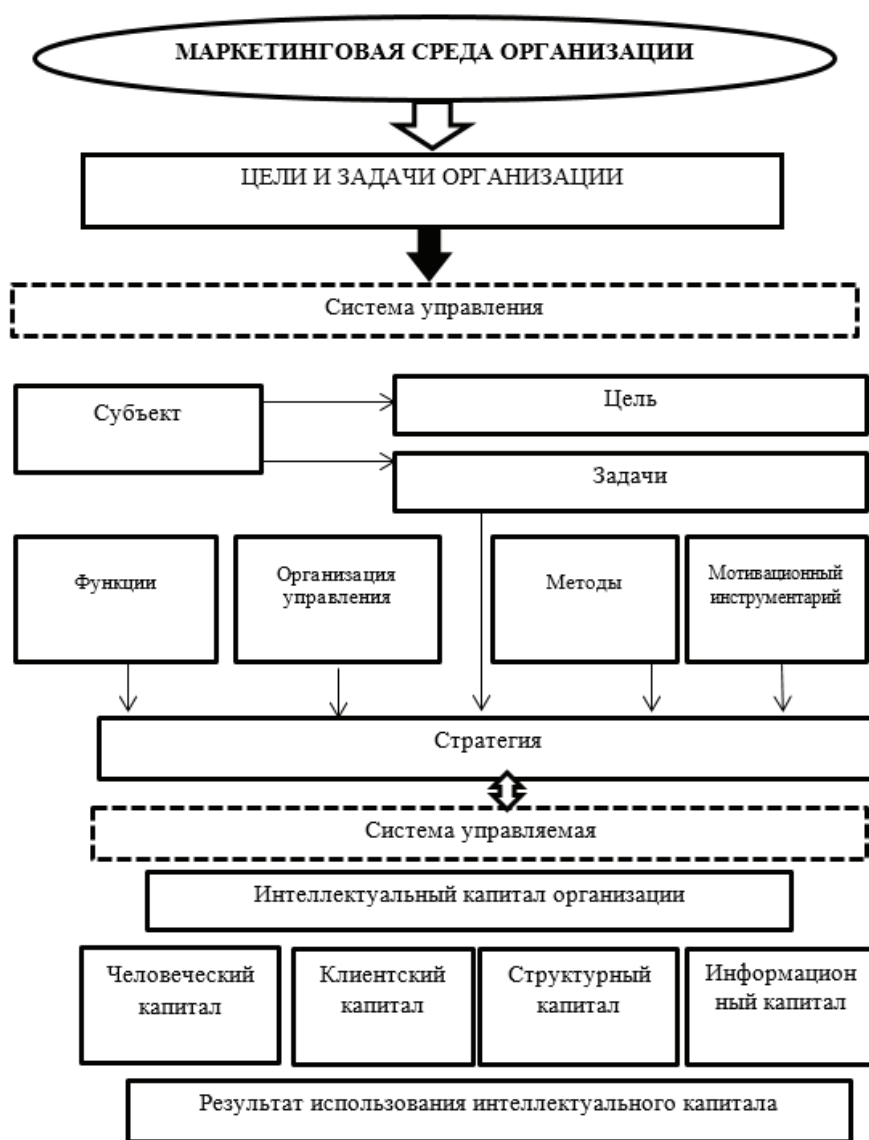 МАРКЕТИНГОВАЯ СРЕДА ОРГАНИЗАЦИИ
ЦЕЛИ И ЗАДАЧИ ОРГАНИЗАЦИИ
Система управления
Субъект
Цель
Задачи
Функции
Организация
управления
Методы
Мотивационный
инструментарий
Стратегия
Система управляемая
Интеллектуальный капитал организации
Человеческий
капитал
Клиентский
капитал
Структурный
капитал
Информацион
ный капитал
Результат использования интеллектуального капитала